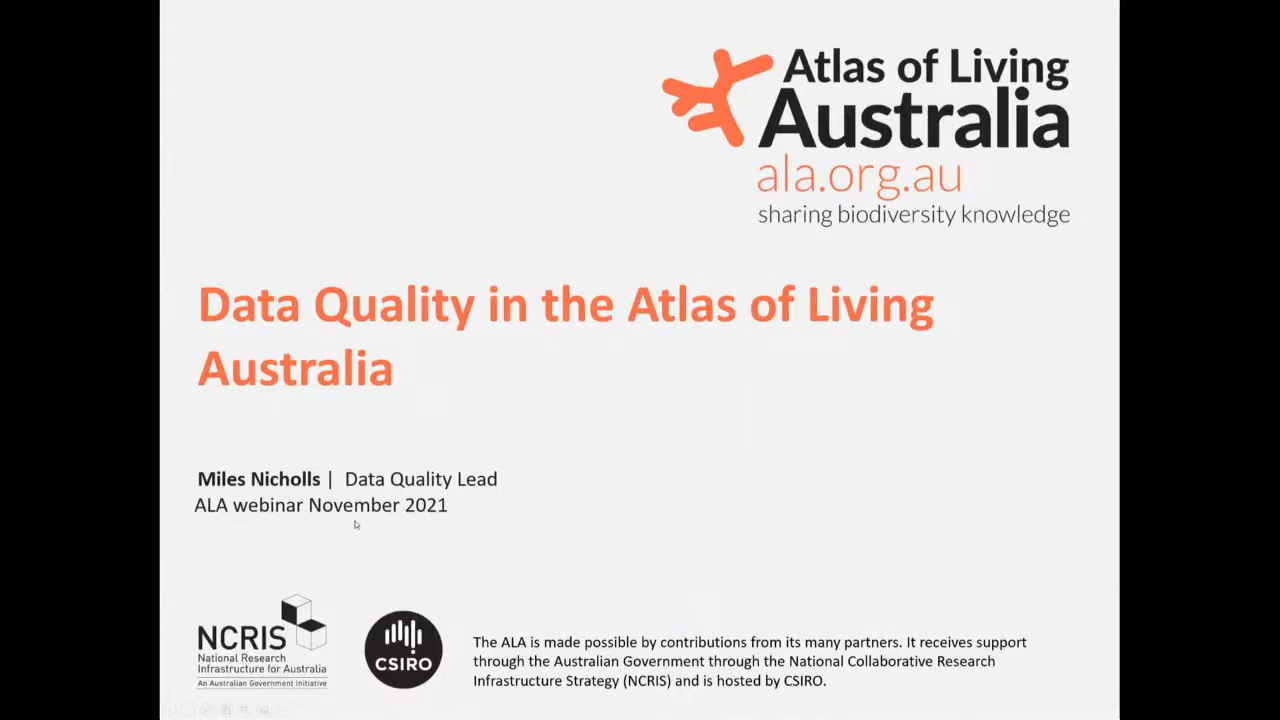 Atlas of Living
Australia
ala.org.au
sharing biodiversity knowledge
Data Quality in the Atlas of Living
Australia
Miles Nicholls | Data Quality Lead
ALA webinar November 2021
NCRIS
National Research
Infrastructure for Australia
An Australian Government Initiative
CSIRO
The ALA is made possible by contributions from its many partners. It receives support
through the Australian Government through the National Collaborative Research
Infrastructure Strategy (NCRIS) and is hosted by CSIRO.